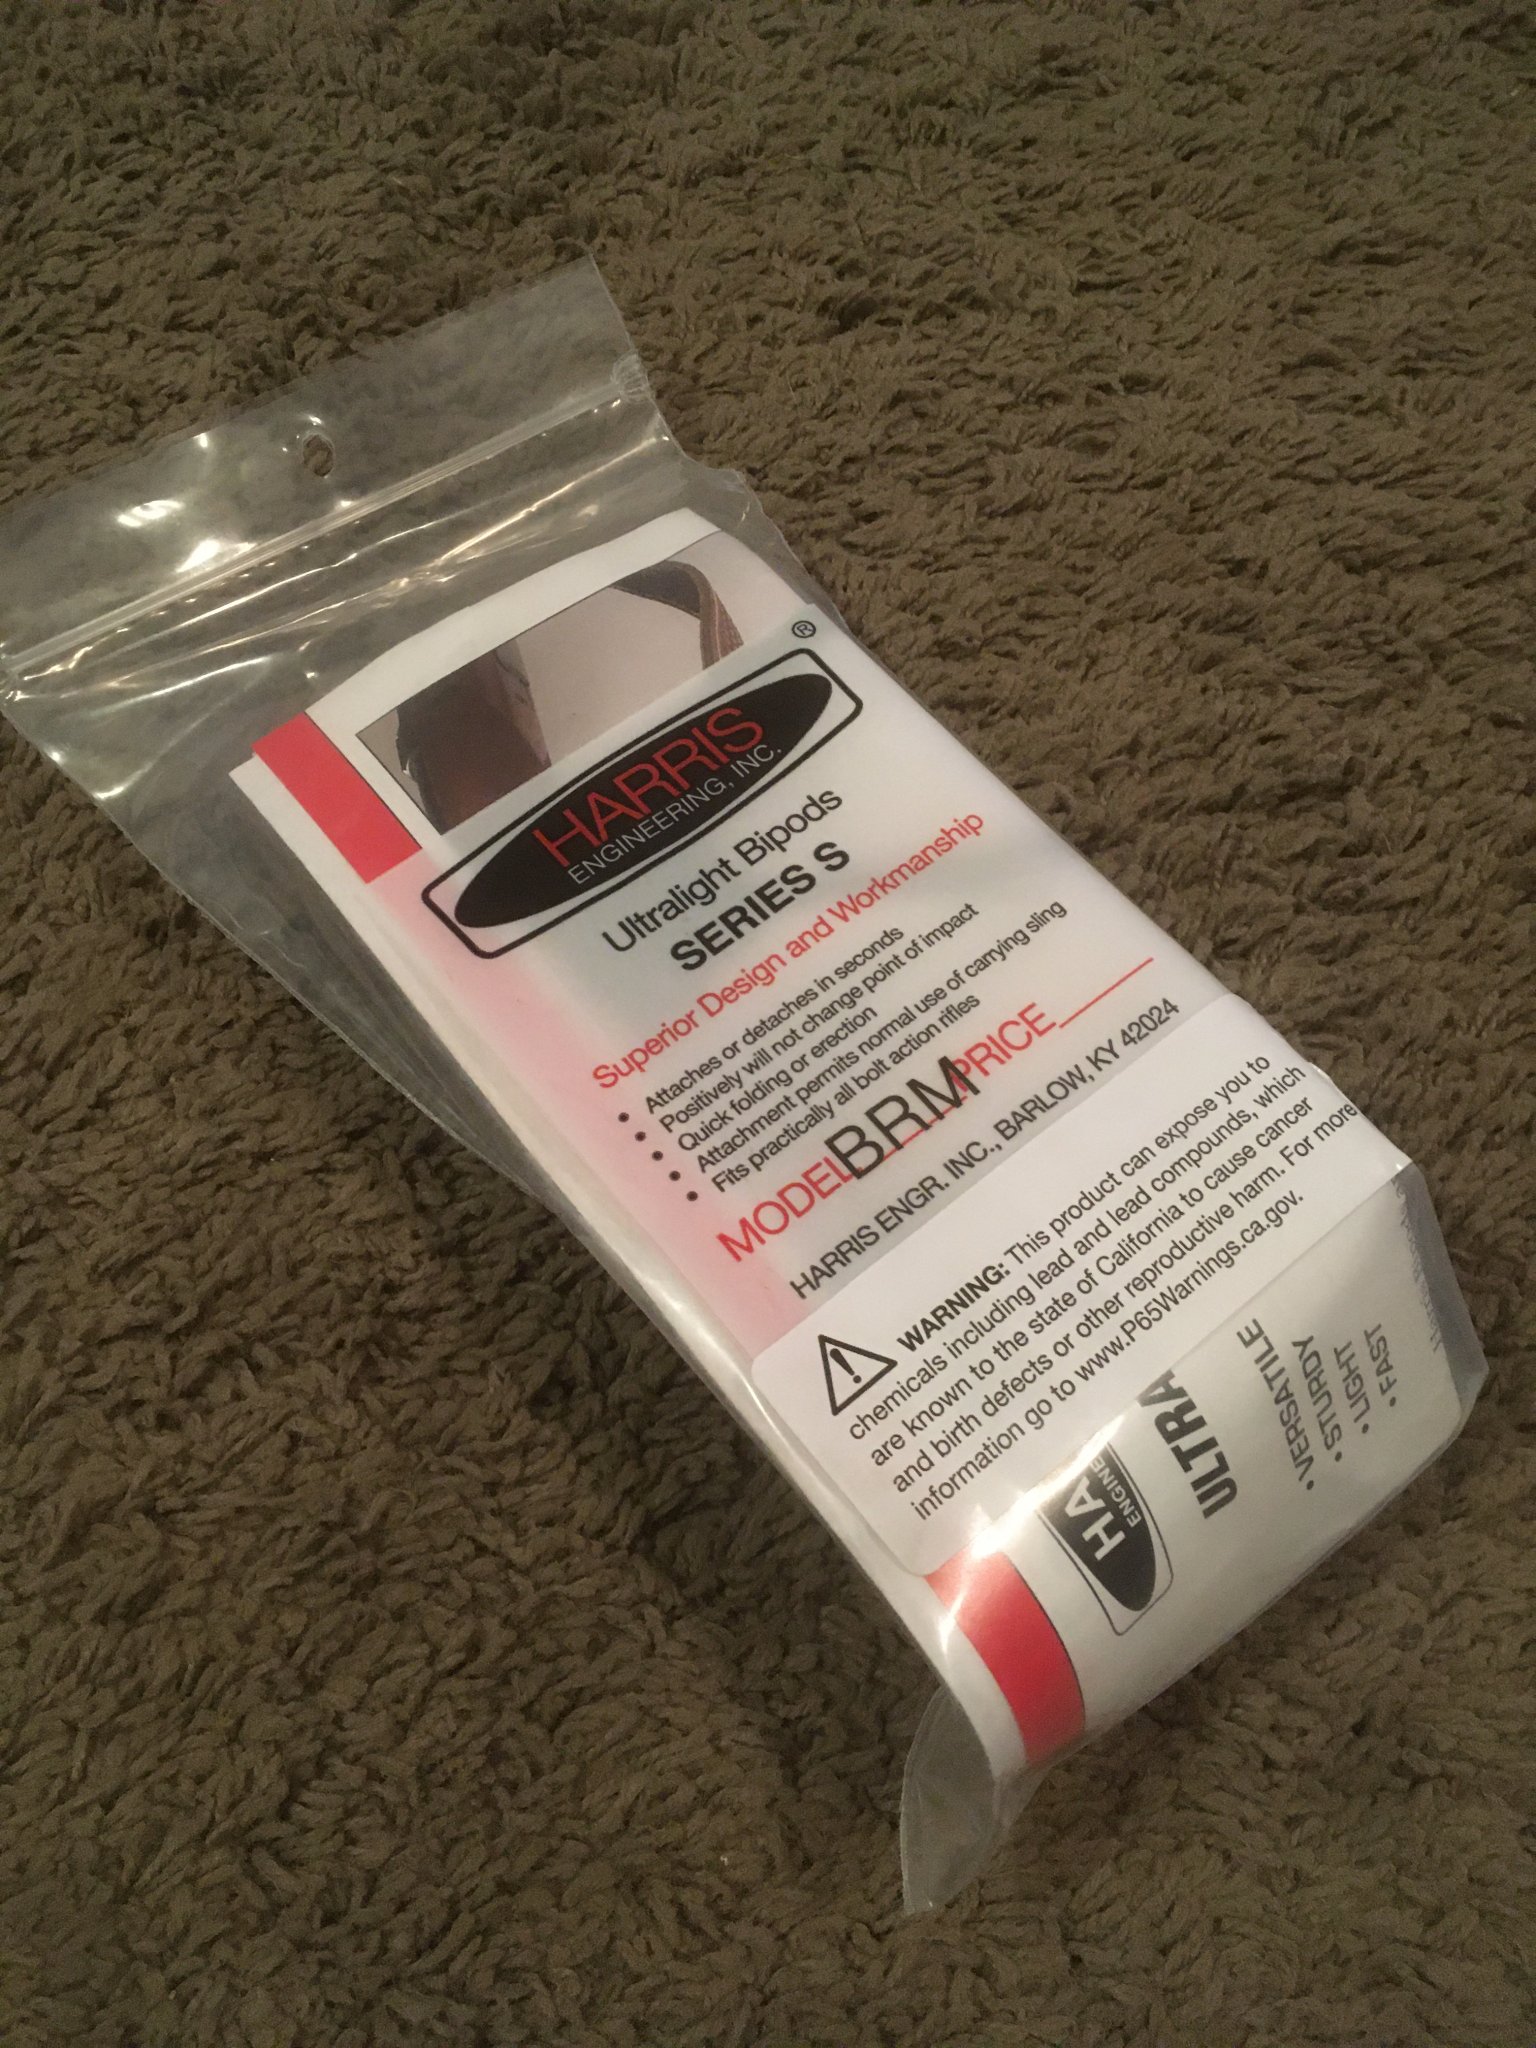 ®
HARRIS
ENGINEERING, INC.
Ultralight Bipods
SERIES S
Superior Design and Workmanship
• Attaches or detaches in seconds
• Positively will not change point of impact
• Quick folding or erection
• Attachment permits normal use of carrying sling
• Fits practically all bolt action rifles
MODEL BRM PRICE
HARRIS ENGR. INC., BARLOW, KY 42024
WARNING: This product can expose you to
chemicals including lead and lead compounds, which
are known to the state of California to cause cancer
and birth defects or other reproductive harm. For more
information go to www.P65Warnings.ca.gov.
HA
ENGINE
ULTRA
• VERSATILE
• STURDY
• LIGHT
• FAST